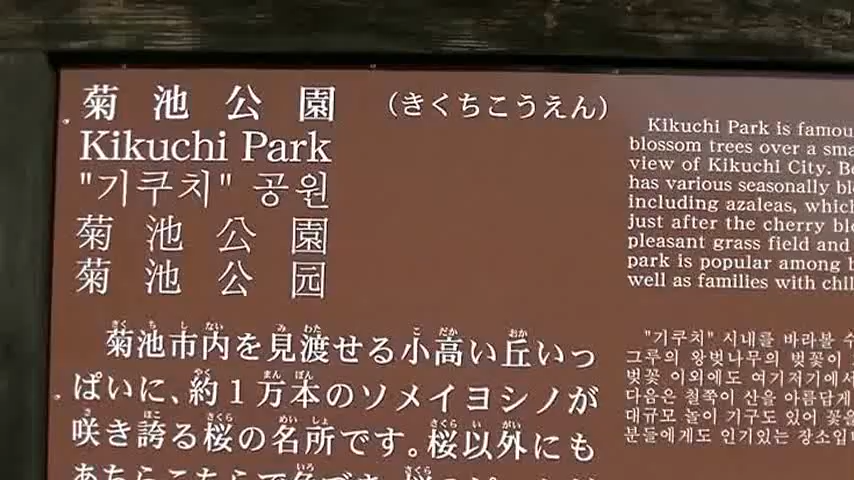 菊池公園 (きくちこうえん)
Kikuchi Park
"기쿠치" 공원
菊池公園
菊池公园
菊池市内を見渡せる小高い丘いっ
ぱいに、約1万本のソメイヨシノが
咲き誇る桜の名所です。桜以外にも
Kikuchi Park is famou
blossom trees over a sma
view of Kikuchi City. Be
has various seasonally bl
including azaleas, which
just after the cherry blo
pleasant grass field and
park is popular among
well as families with chil
"기쿠치" 시내를 바라볼 수
그루의 왕벚나무의 벚꽃이
벚꽃 이외에도 여기저기에서
다음은 철쭉이 산을 아름답게
대규모 놀이 기구도 있어 꽃을
분들에게도 인기있는 장소입니